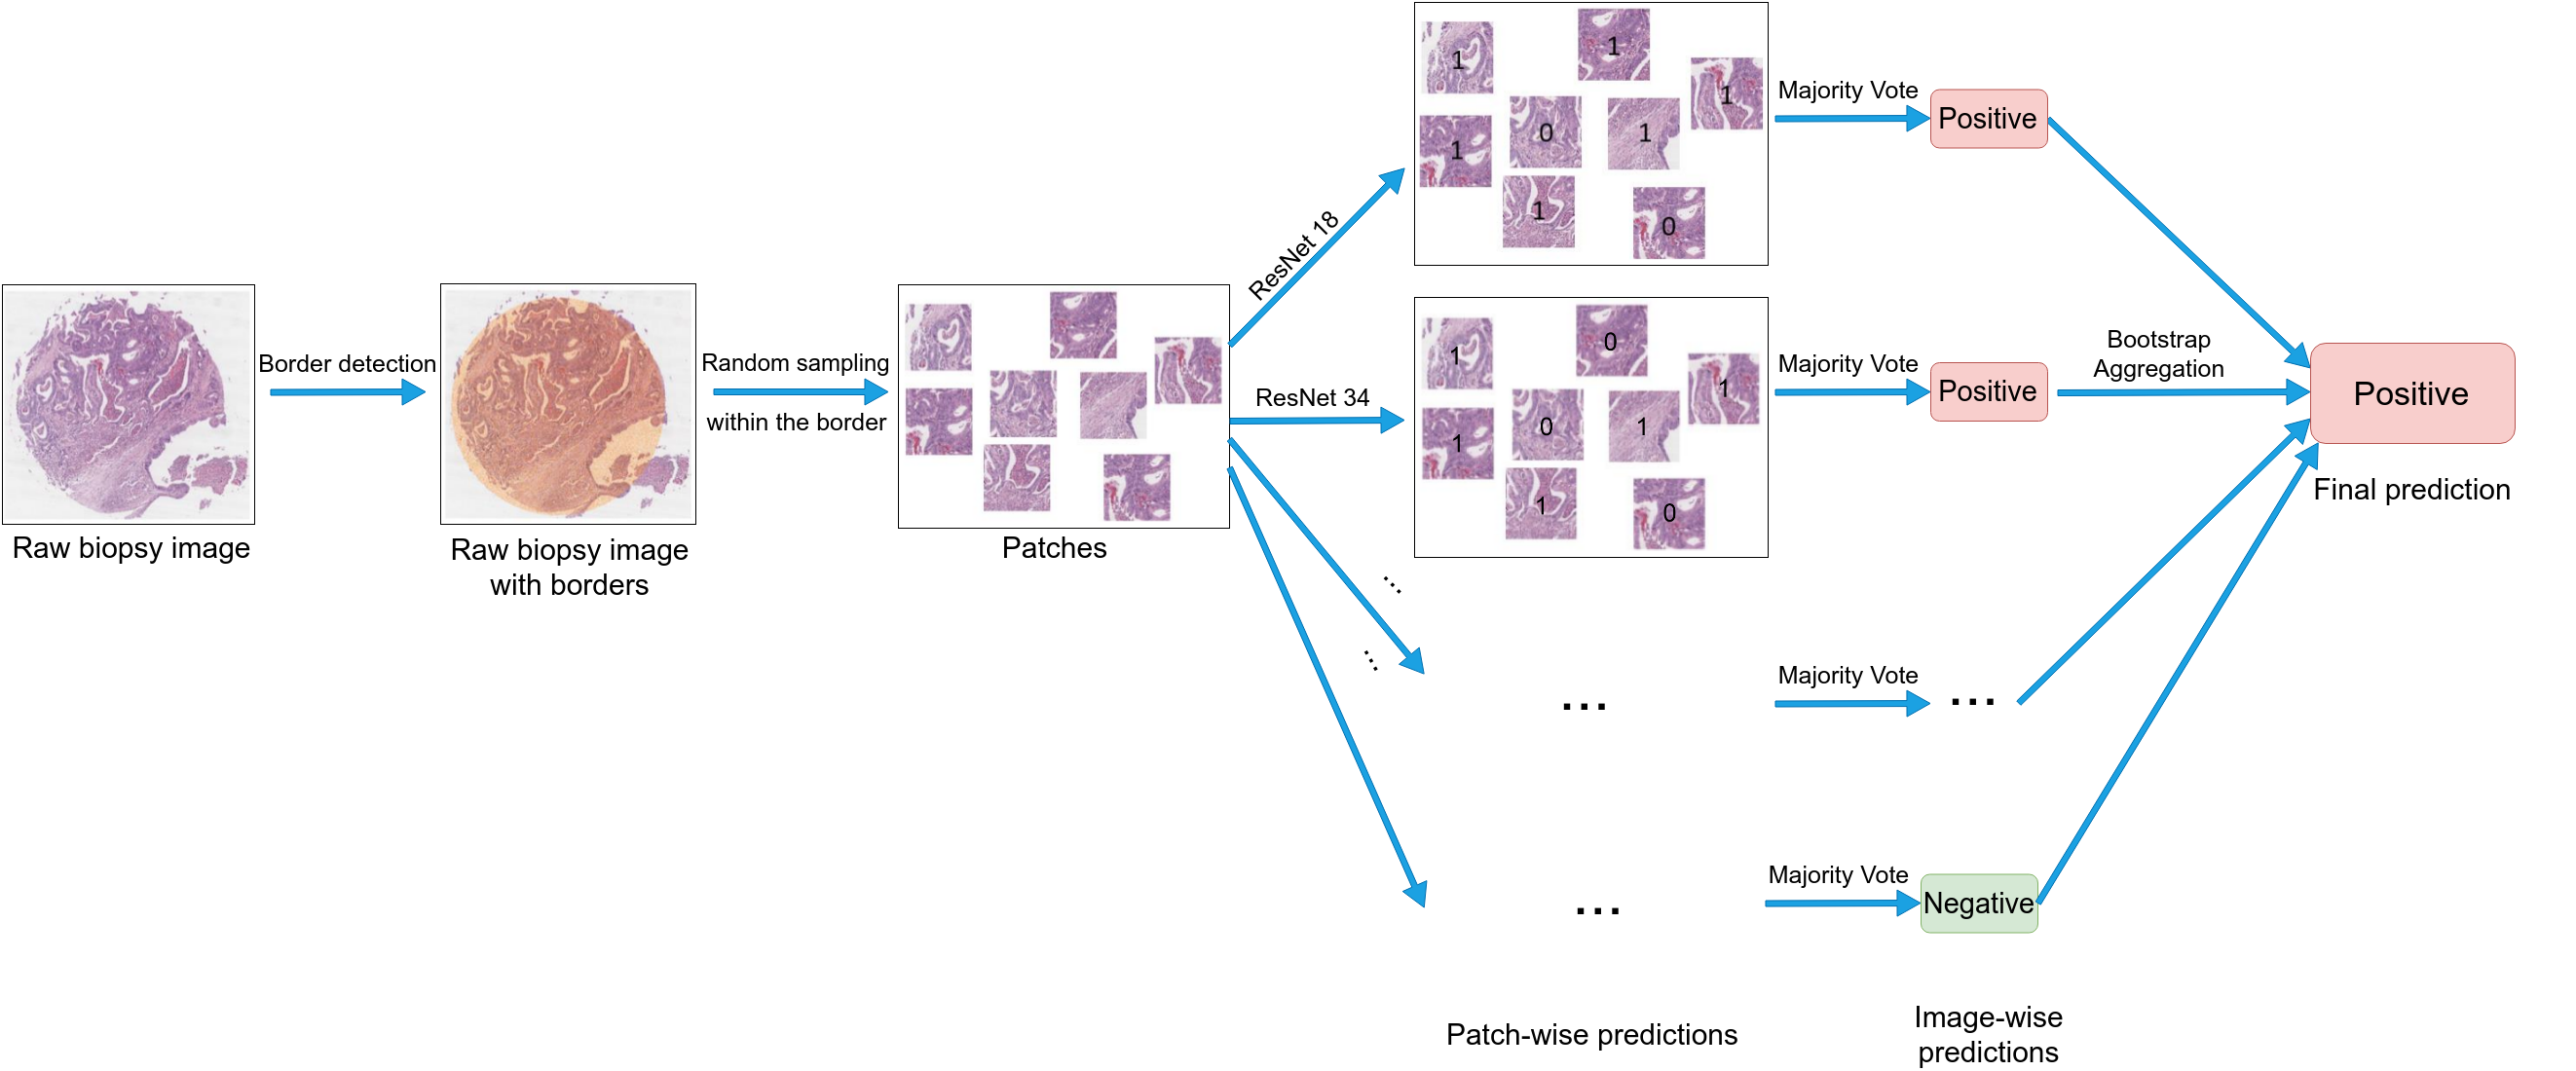 Raw biopsy image
Border detection
Raw biopsy image
with borders
Random sampling
within the border
Patches
ResNet 18
ResNet 34
...
...
1
1
1
1
0
1
1
0
1
0
1
1
0
1
1
0
...
...
Patch-wise predictions
Majority Vote
Majority Vote
Majority Vote
Majority Vote
Positive
Positive
...
Negative
Image-wise
predictions
Bootstrap
Aggregation
Positive
Final prediction